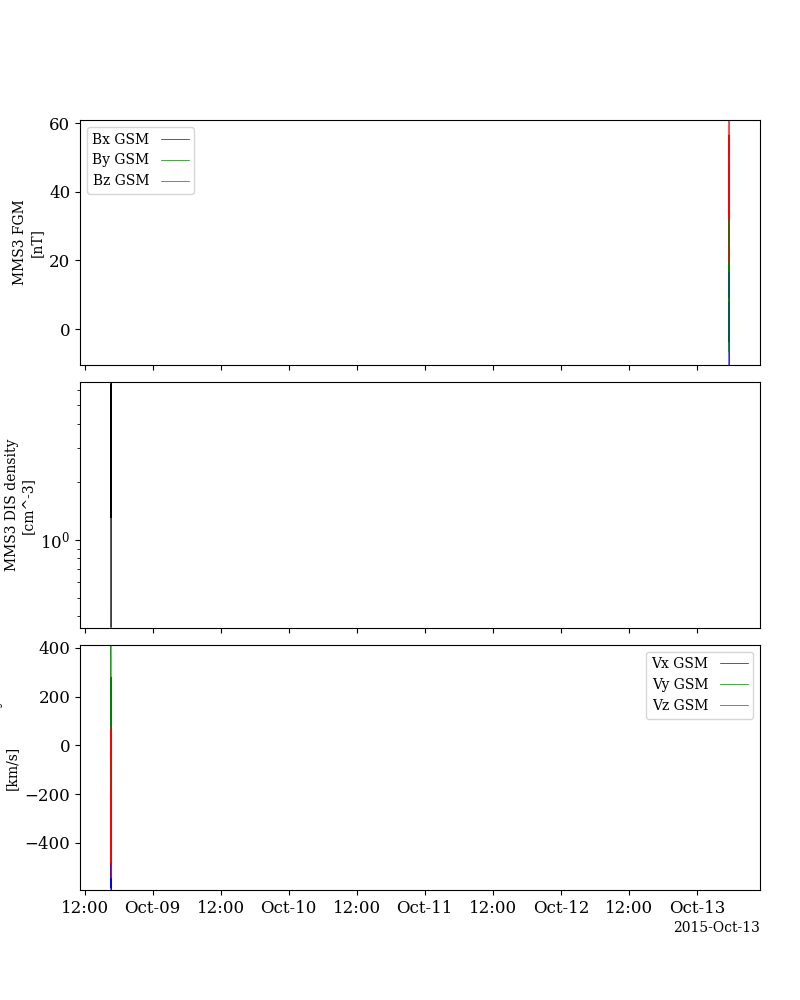 60
40
20
0
MMS3 FGM
[nT]
Bx GSM
By GSM
Bz GSM
10^0
MMS3 DIS density
[cm^-3]
400
200
0
−200
−400
[km/s]
Vx GSM
Vy GSM
Vz GSM
12:00 Oct-09 12:00 Oct-10 12:00 Oct-11 12:00 Oct-12 12:00 Oct-13
2015-Oct-13